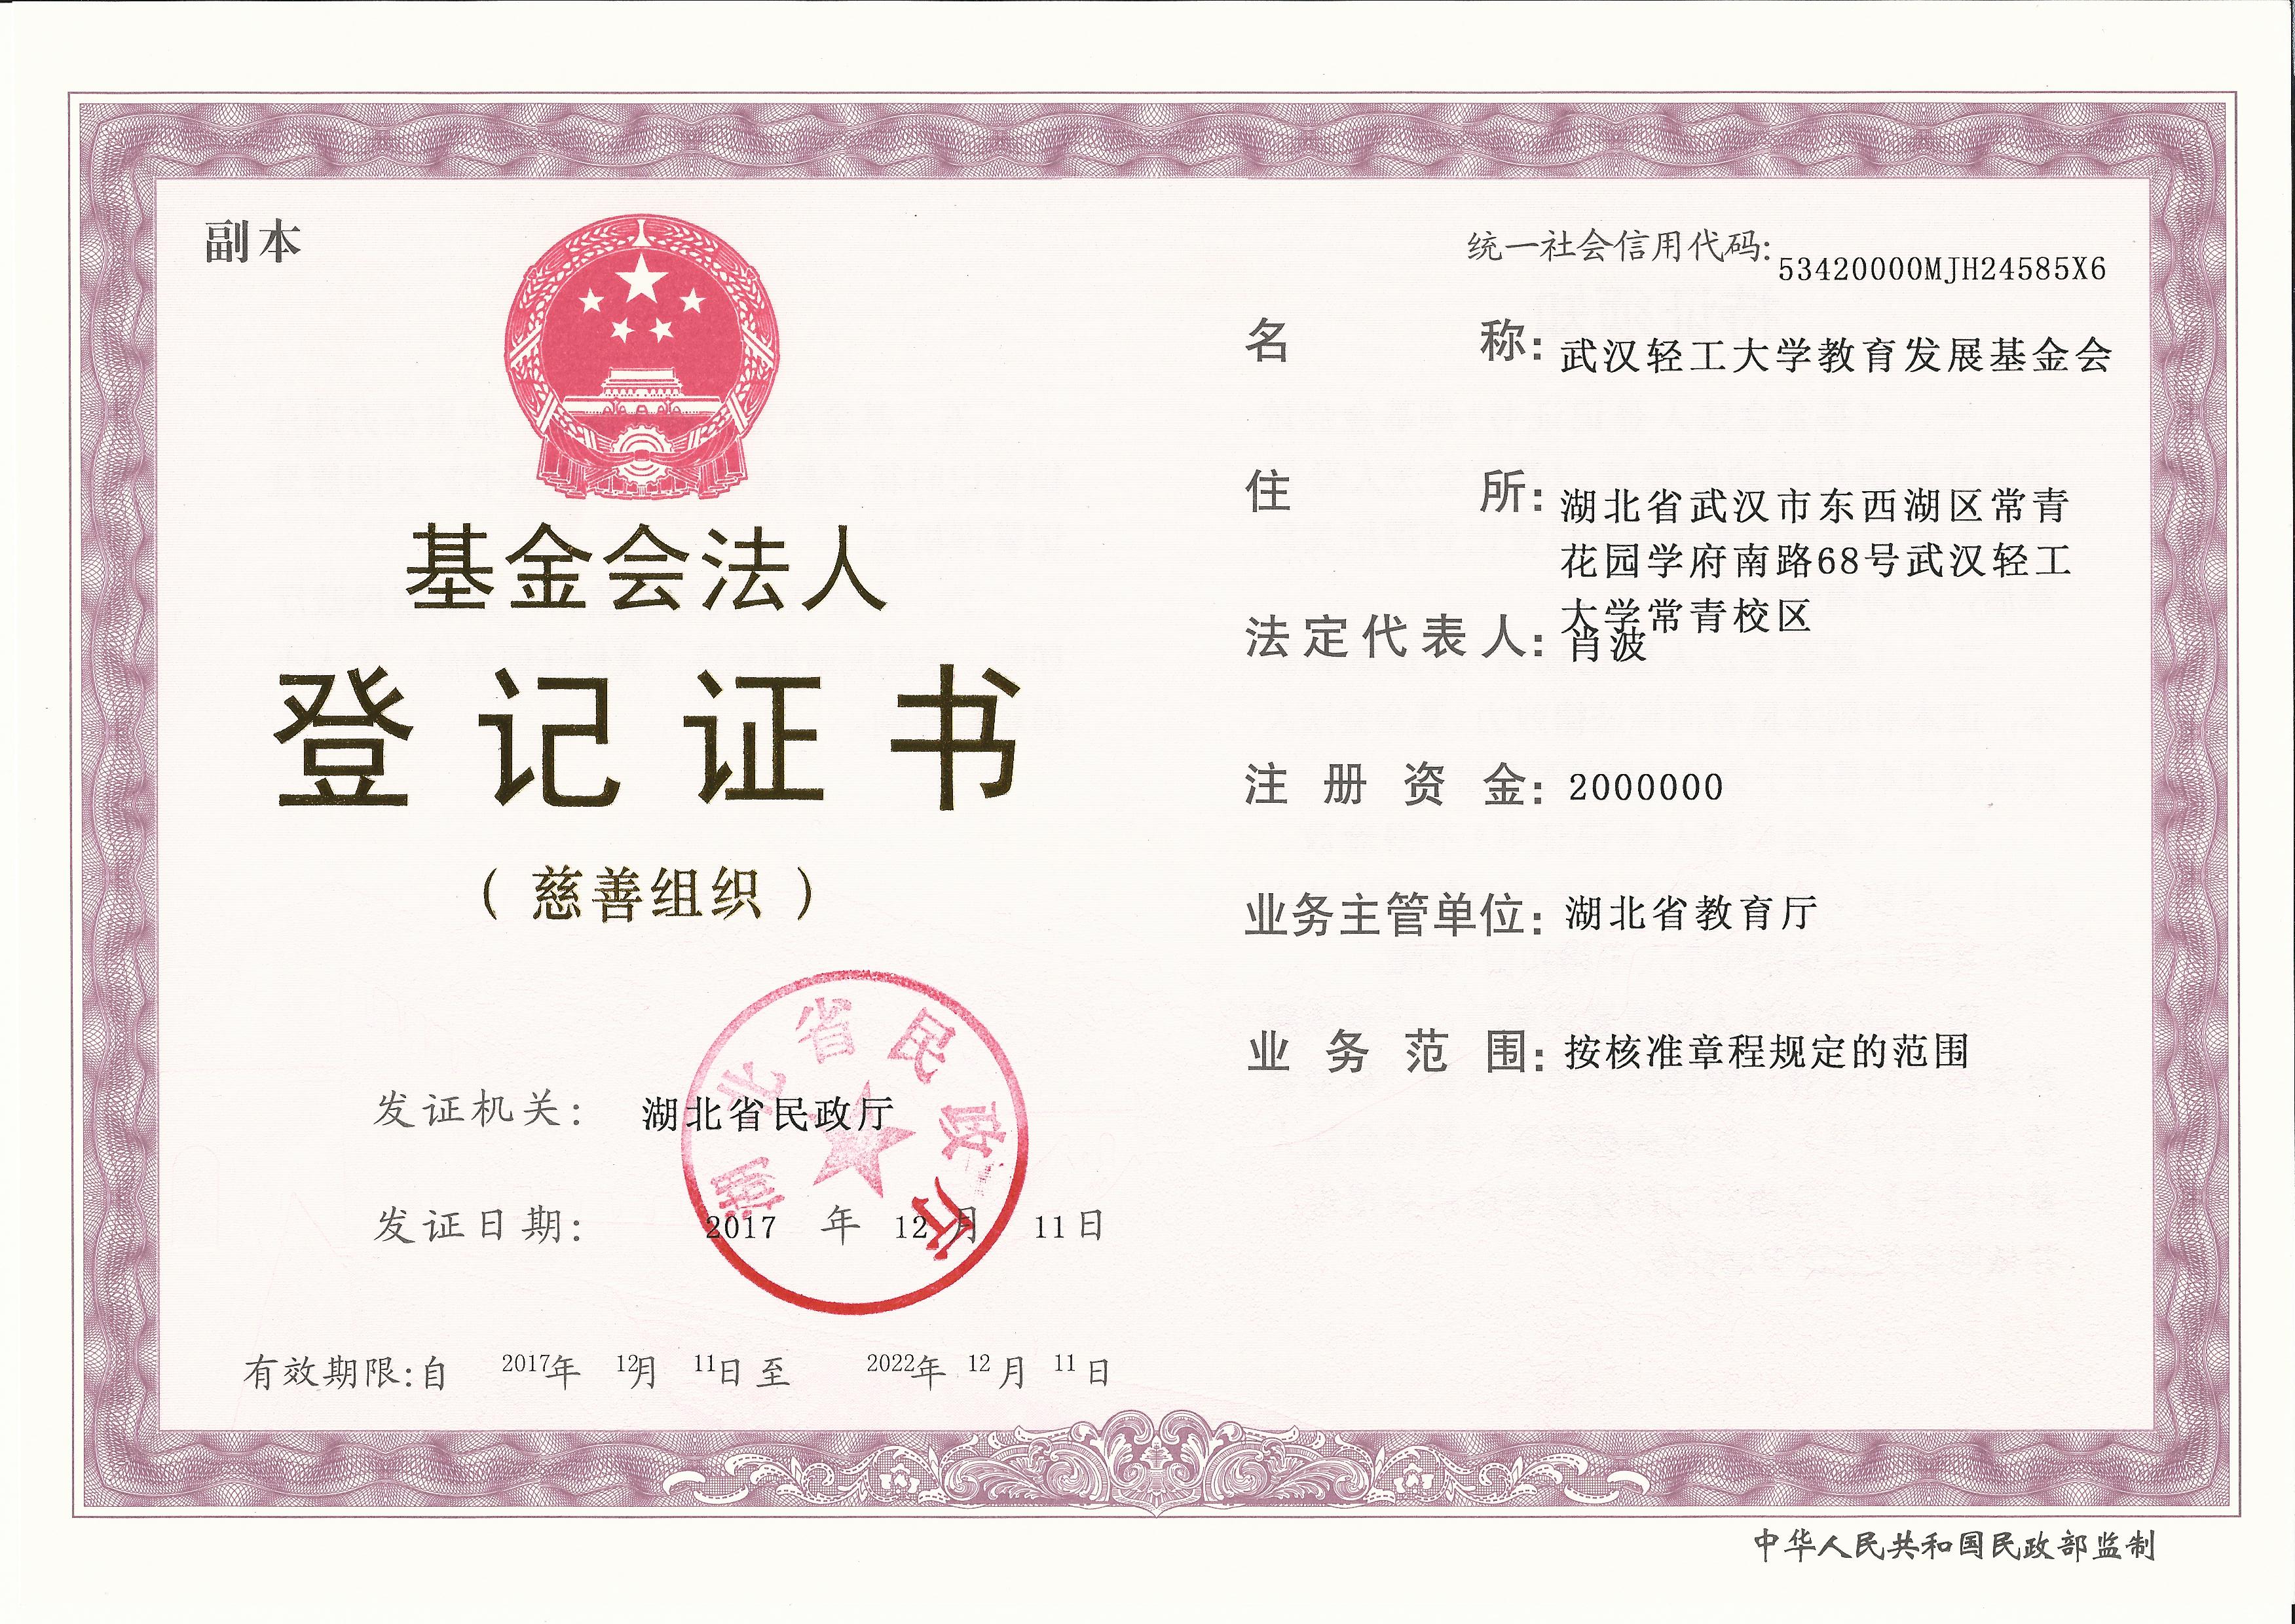 副本
基金会法人
登记证书
（慈善组织）
发证机关： 湖北省民政厅
湖北省民政厅
发证日期： 2017 年 12 月 11 日
有效期限:自 2017年 12月 11日 至 2022年 12月 11日
统一社会信用代码: 53420000MJH24585X6
名称: 武汉轻工大学教育发展基金会
住所: 湖北省武汉市东西湖区常青
花园学府南路68号武汉轻工
大学常青校区
法定代表人: 肖波
注册资金: 2000000
业务主管单位: 湖北省教育厅
业务范围: 按核准章程规定的范围
中华人民共和国民政部监制